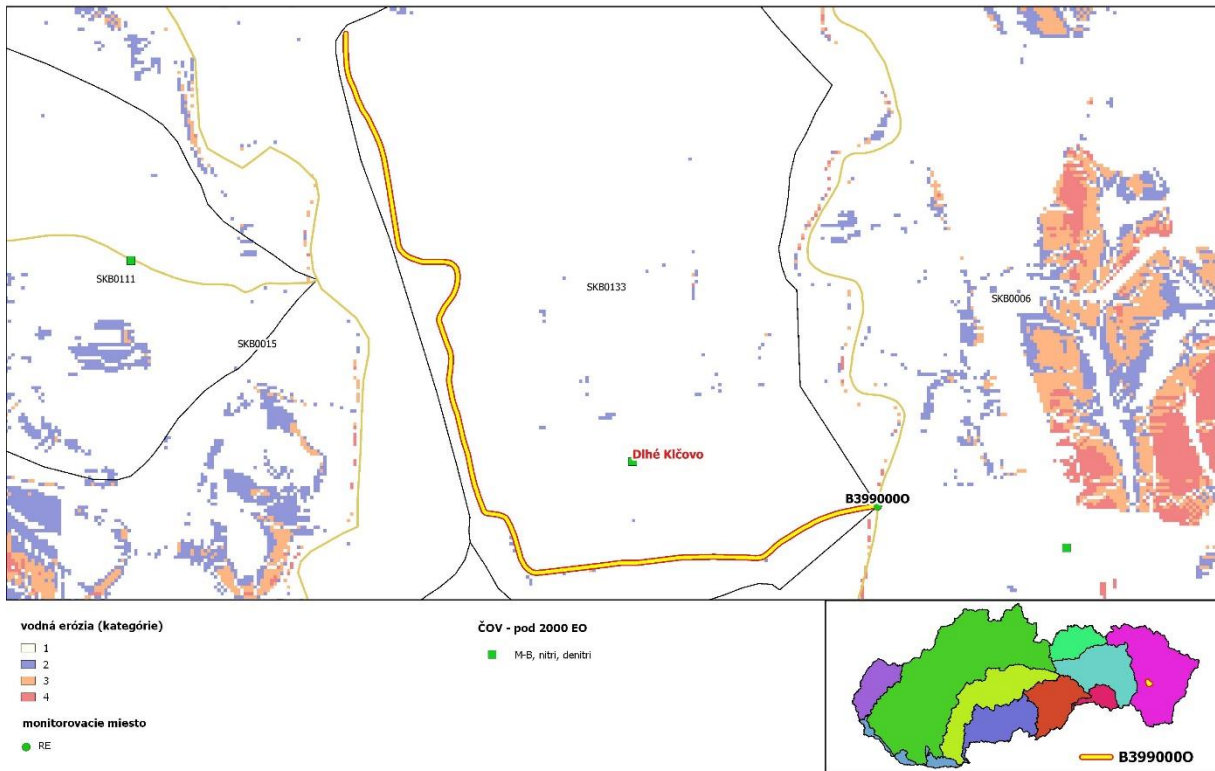 SKB0111
SKB0133
SKB0006
SKB0015
Dlhé Klčovo
B399000O
vodná erózia (kategórie)
1
2
3
4
monitorovacie miesto
RE
ČOV - pod 2000 EO
M-B, nitri, denitri
B399000O